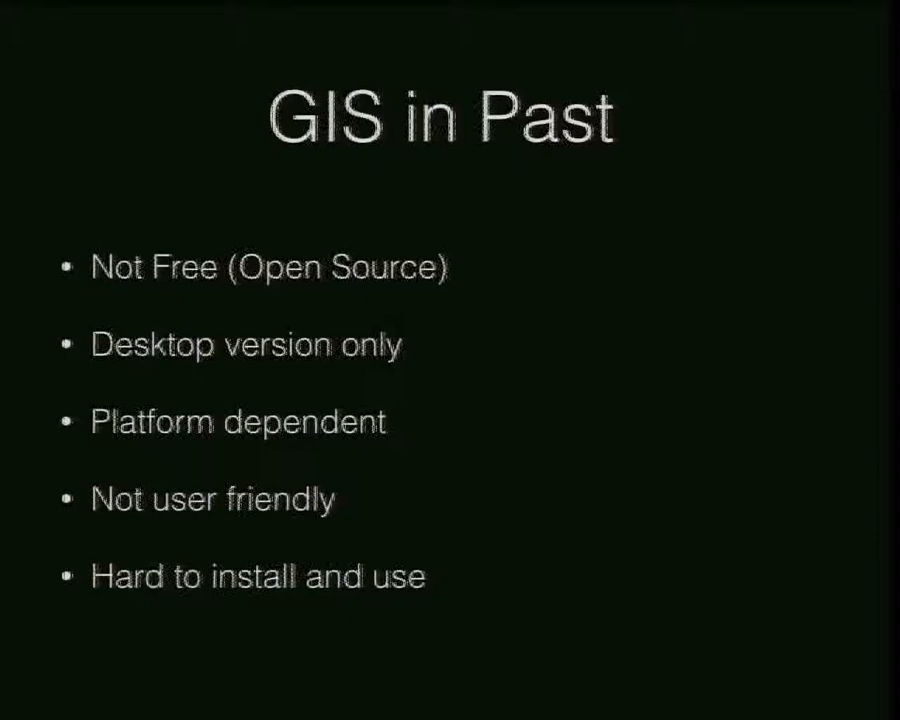 GIS in Past
• Not Free (Open Source)
• Desktop version only
• Platform dependent
• Not user friendly
• Hard to install and use